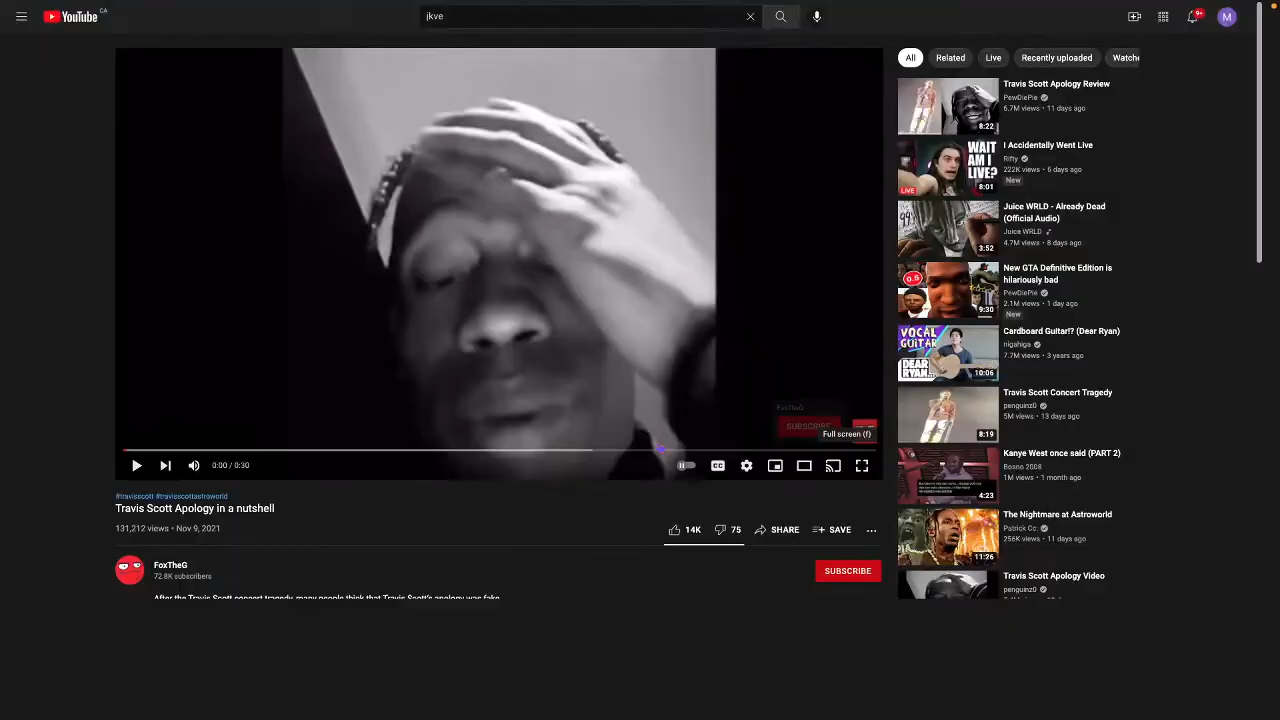 YouTube CA
jkve
9+
M
All
Related
Live
Recently uploaded
Watche
FoxTheG
SUBSCRIBE
Full screen (f)
0:00 / 0:30
CC
#travisscott #travisscottastroworld
Travis Scott Apology in a nutshell
131,212 views • Nov 9, 2021
14K
75
SHARE
SAVE
FoxTheG
72.8K subscribers
SUBSCRIBE
After the Travis Scott concert tragedy, many people think that Travis Scott's apology was fake
8:22
Travis Scott Apology Review
PewDiePie
6.7M views • 11 days ago
WAIT
AM I
LIVE?
LIVE
8:01
I Accidentally Went Live
Rifty
222K views • 6 days ago
New
3:52
Juice WRLD - Already Dead
(Official Audio)
Juice WRLD
4.7M views • 8 days ago
0.5
9:30
New GTA Definitive Edition is
hilariously bad
PewDiePie
2.1M views • 1 day ago
New
VOCAL
GUITAR
DEAR
RYAN
10:06
Cardboard Guitar!? (Dear Ryan)
nigahiga
7.7M views • 3 years ago
8:19
Travis Scott Concert Tragedy
penguinz0
5M views • 13 days ago
4:23
Kanye West once said (PART 2)
Bosno 2008
1M views • 1 month ago
11:26
The Nightmare at Astroworld
Patrick Cc:
256K views • 11 days ago
Travis Scott Apology Video
penguinz0